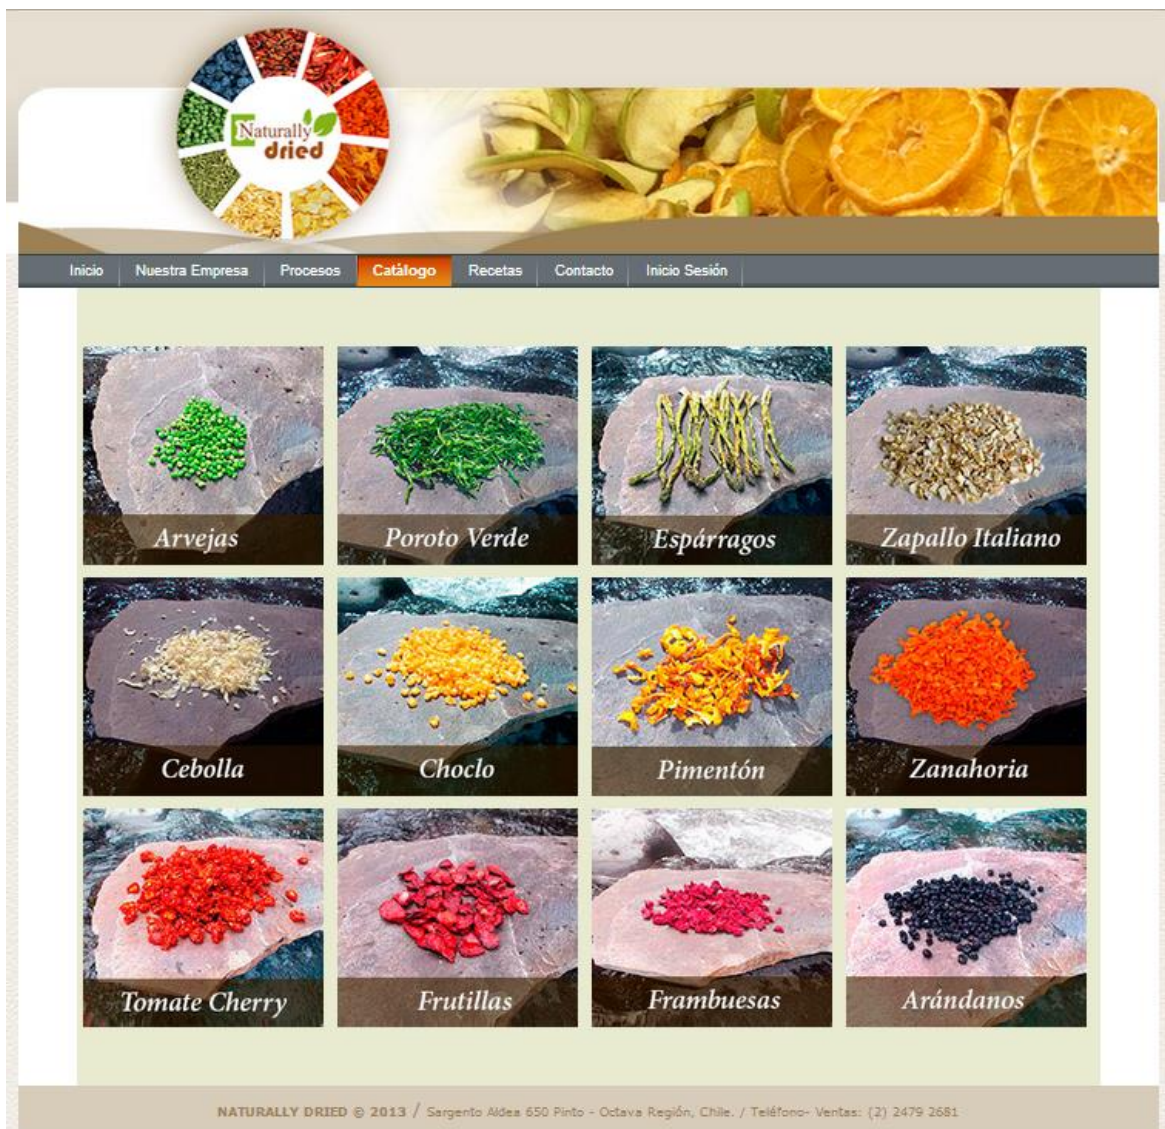 Naturally
dried
Inicio Nuestra Empresa Procesos Catálogo Recetas Contacto Inicio Sesión
Arvejas Poroto Verde Espárragos Zapallo Italiano
Cebolla Choclo Pimentón Zanahoria
Tomate Cherry Frutillas Frambuesas Arándanos
NATURALLY DRIED © 2013 / Sargento Aldea 650 Pinto - Octava Región, Chile. / Teléfono- Ventas: (2) 2479 2681